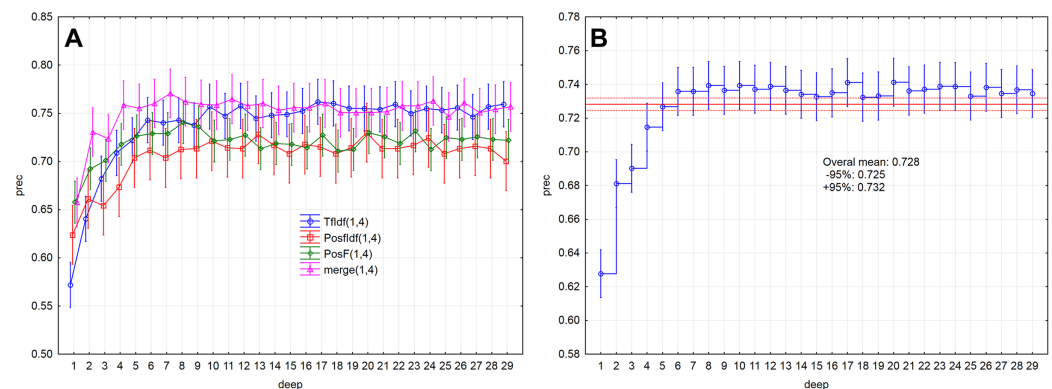 A
0.85
0.80
0.75
0.70
0.65
0.60
0.55
0.50
prec
TfIdf(1,4)
PosfIdf(1,4)
PosF(1,4)
merge(1,4)
1 2 3 4 5 6 7 8 9 10 11 12 13 14 15 16 17 18 19 20 21 22 23 24 25 26 27 28 29
deep
B
0.78
0.76
0.74
0.72
0.70
0.68
0.66
0.64
0.62
0.60
0.58
prec
Overal mean: 0.728
-95%: 0.725
+95%: 0.732
1 2 3 4 5 6 7 8 9 10 11 12 13 14 15 16 17 18 19 20 21 22 23 24 25 26 27 28 29
deep